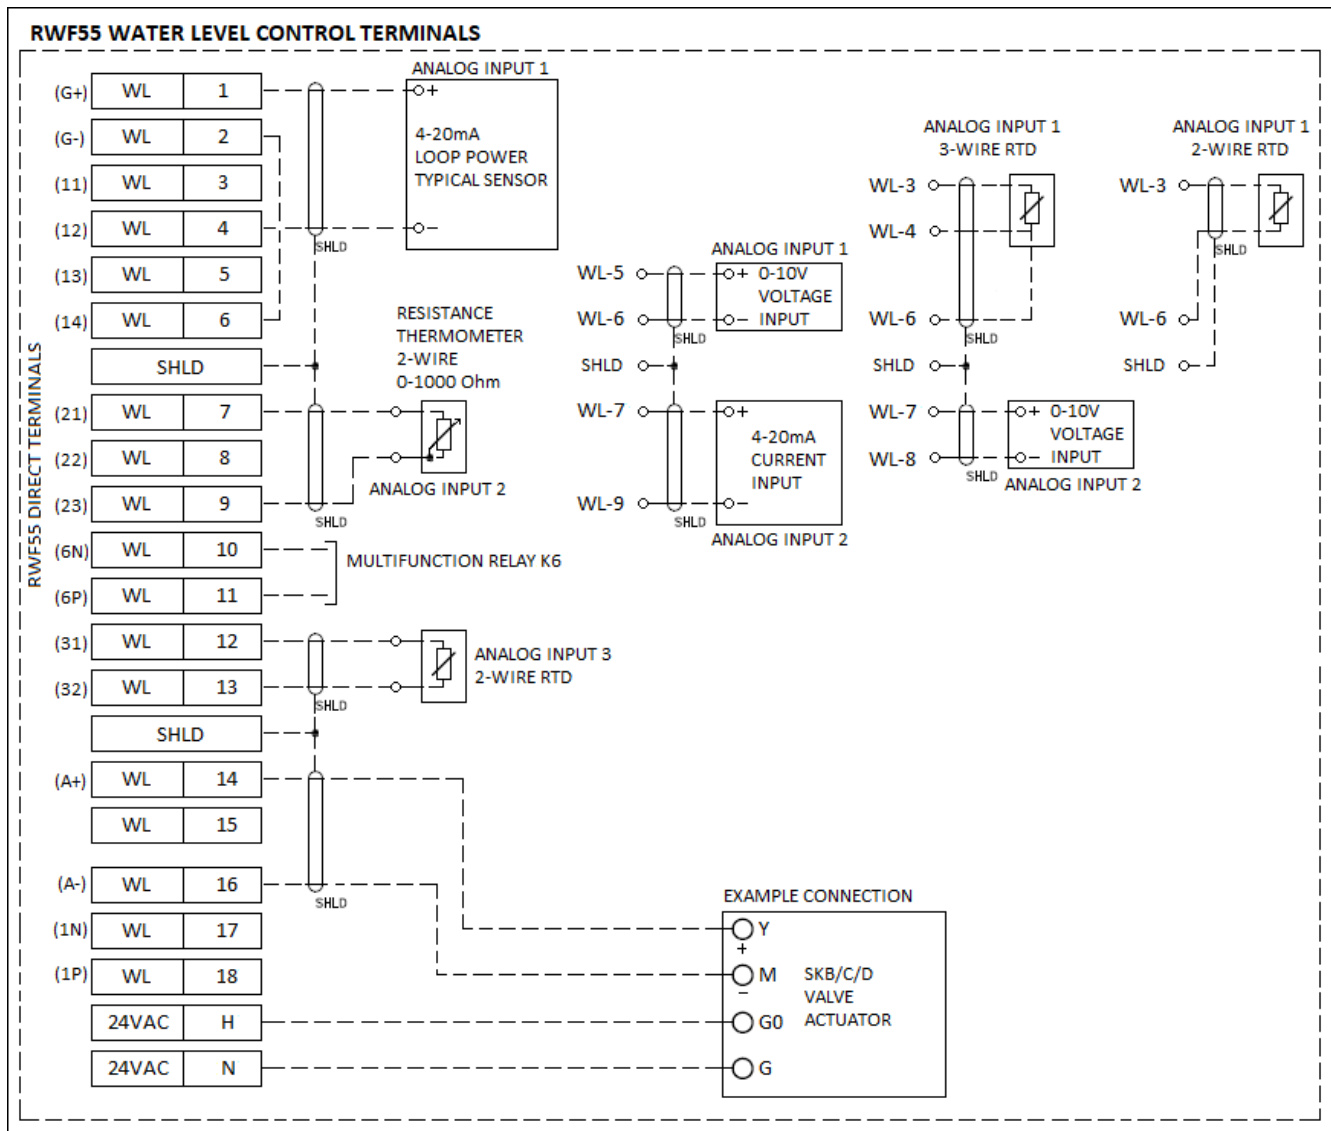 RWF55 WATER LEVEL CONTROL TERMINALS
RWF55 DIRECT TERMINALS
(G+) WL 1
(G-) WL 2
(11) WL 3
(12) WL 4
(13) WL 5
(14) WL 6
SHLD
(21) WL 7
(22) WL 8
(23) WL 9
(6N) WL 10
(6P) WL 11
(31) WL 12
(32) WL 13
SHLD
(A+) WL 14
WL 15
(A-) WL 16
(1N) WL 17
(1P) WL 18
24VAC H
24VAC N
ANALOG INPUT 1
+
4-20mA
LOOP POWER
TYPICAL SENSOR
-
SHLD
RESISTANCE
THERMOMETER
2-WIRE
0-1000 Ohm
ANALOG INPUT 2
SHLD
MULTIFUNCTION RELAY K6
ANALOG INPUT 3
2-WIRE RTD
SHLD
SHLD
ANALOG INPUT 1
WL-5 + 0-10V
VOLTAGE
WL-6 - INPUT
SHLD
SHLD
WL-7 +
4-20mA
CURRENT
INPUT
WL-9 -
SHLD
ANALOG INPUT 2
ANALOG INPUT 1
3-WIRE RTD
WL-3
WL-4
WL-6
SHLD
SHLD
WL-7 + 0-10V
VOLTAGE
WL-8 - INPUT
SHLD
ANALOG INPUT 2
ANALOG INPUT 1
2-WIRE RTD
WL-3
SHLD
WL-6
SHLD
EXAMPLE CONNECTION
Y
+
M SKB/C/D
- VALVE
G0 ACTUATOR
G